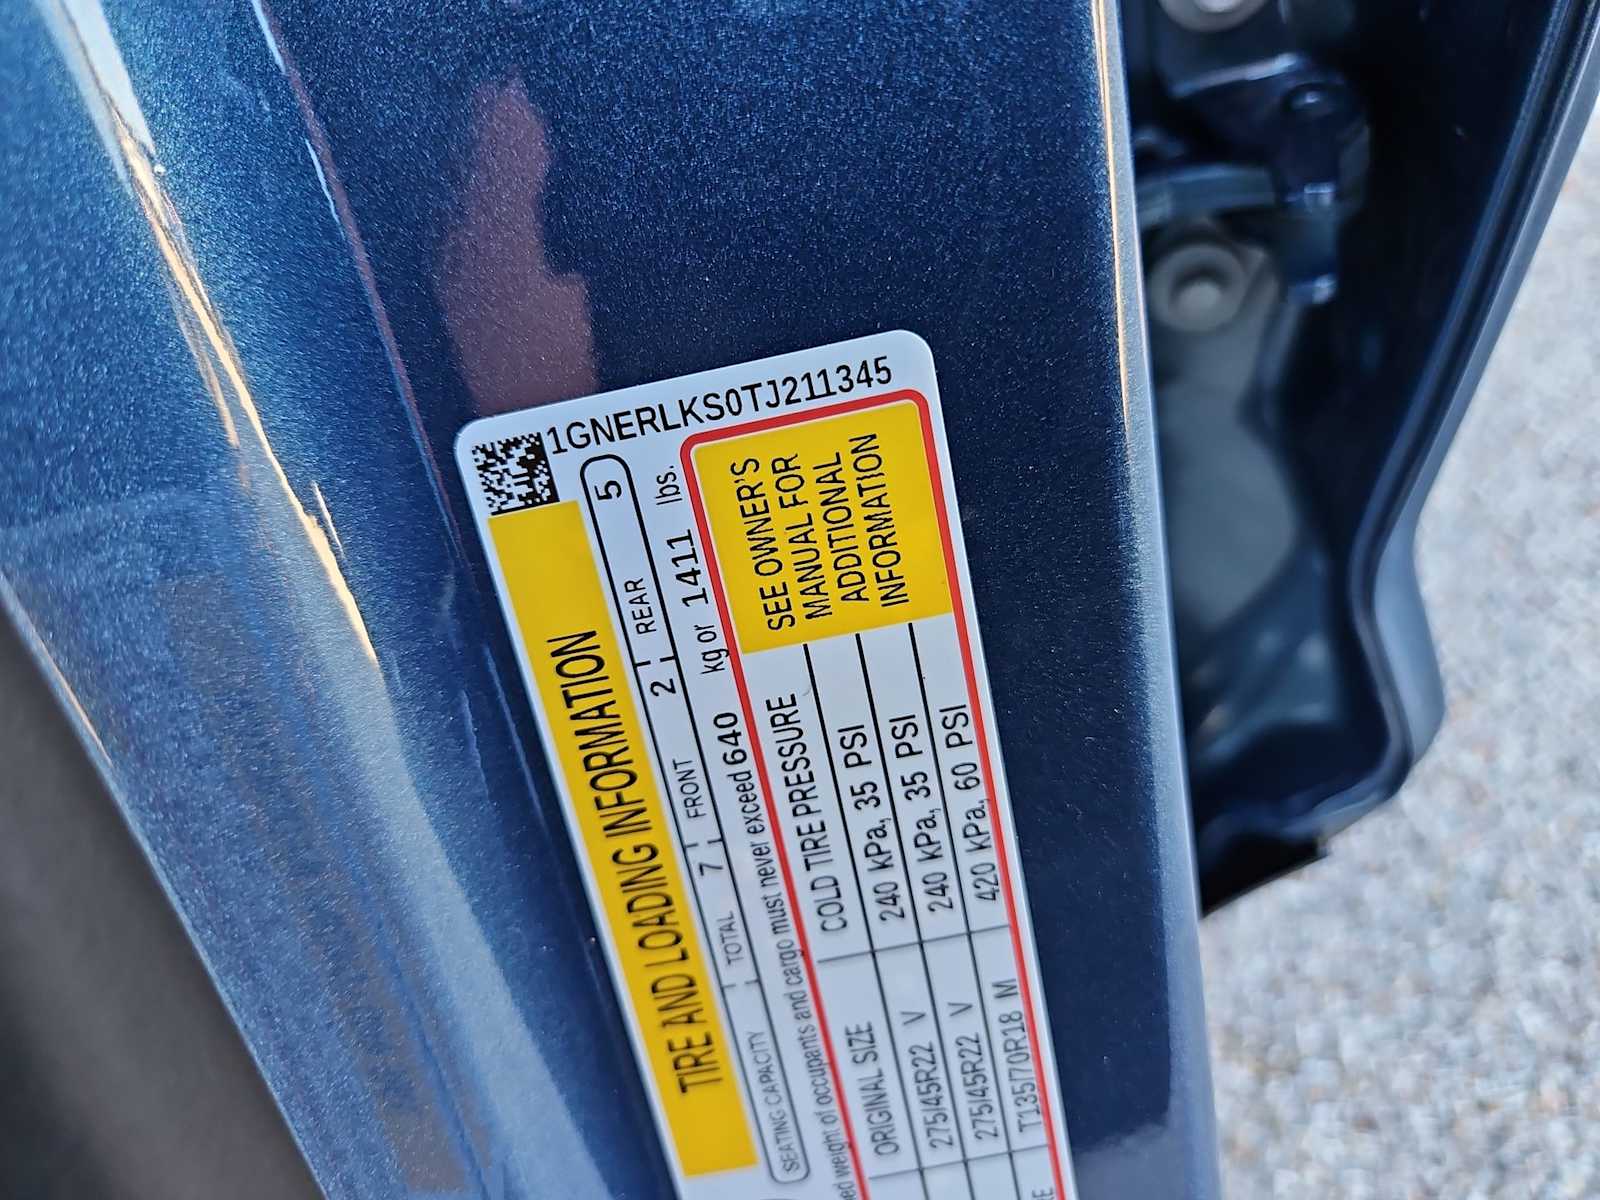 1GNERLKS0TJ211345
TIRE AND LOADING INFORMATION
SEATING CAPACITY TOTAL 7 FRONT 2 REAR 5
weight of occupants and cargo must never exceed 640 kg or 1411 lbs.
ORIGINAL SIZE COLD TIRE PRESSURE
275/45R22 V 240 kPa, 35 PSI
275/45R22 V 240 kPa, 35 PSI
T135/70R18 M 420 kPa, 60 PSI
SEE OWNER'S
MANUAL FOR
ADDITIONAL
INFORMATION